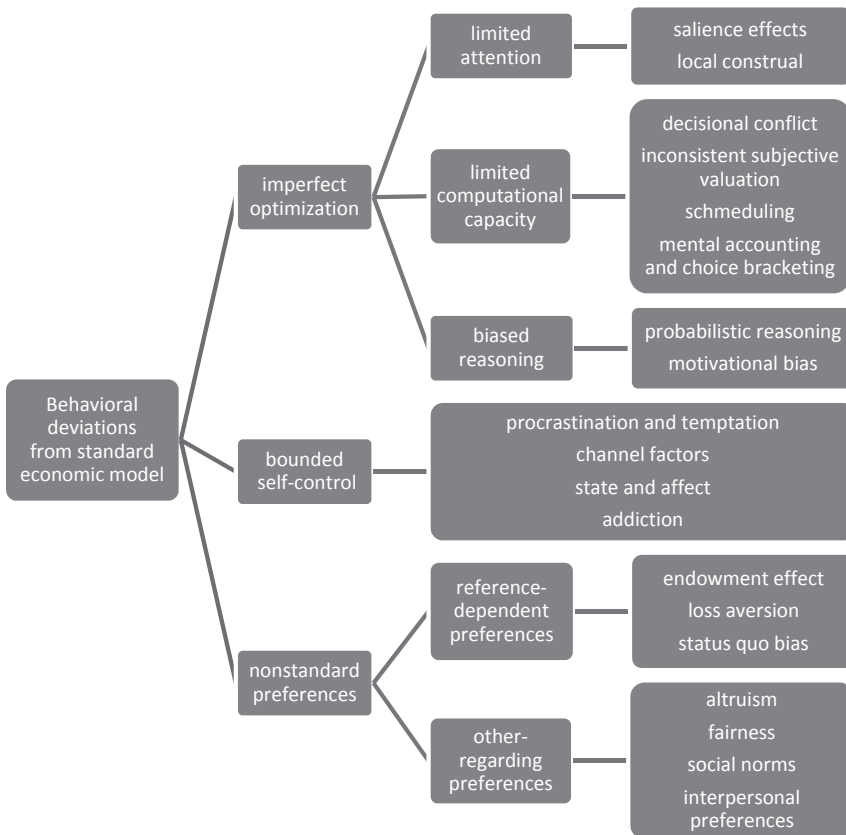 Behavioral
deviations
from standard
economic model
imperfect
optimization
limited
attention
salience effects
local construal
limited
computational
capacity
decisional conflict
inconsistent subjective
valuation
schmeduling
mental accounting
and choice bracketing
biased
reasoning
probabilistic reasoning
motivational bias
bounded
self-control
procrastination and temptation
channel factors
state and affect
addiction
nonstandard
preferences
reference-
dependent
preferences
endowment effect
loss aversion
status quo bias
other-
regarding
preferences
altruism
fairness
social norms
interpersonal
preferences